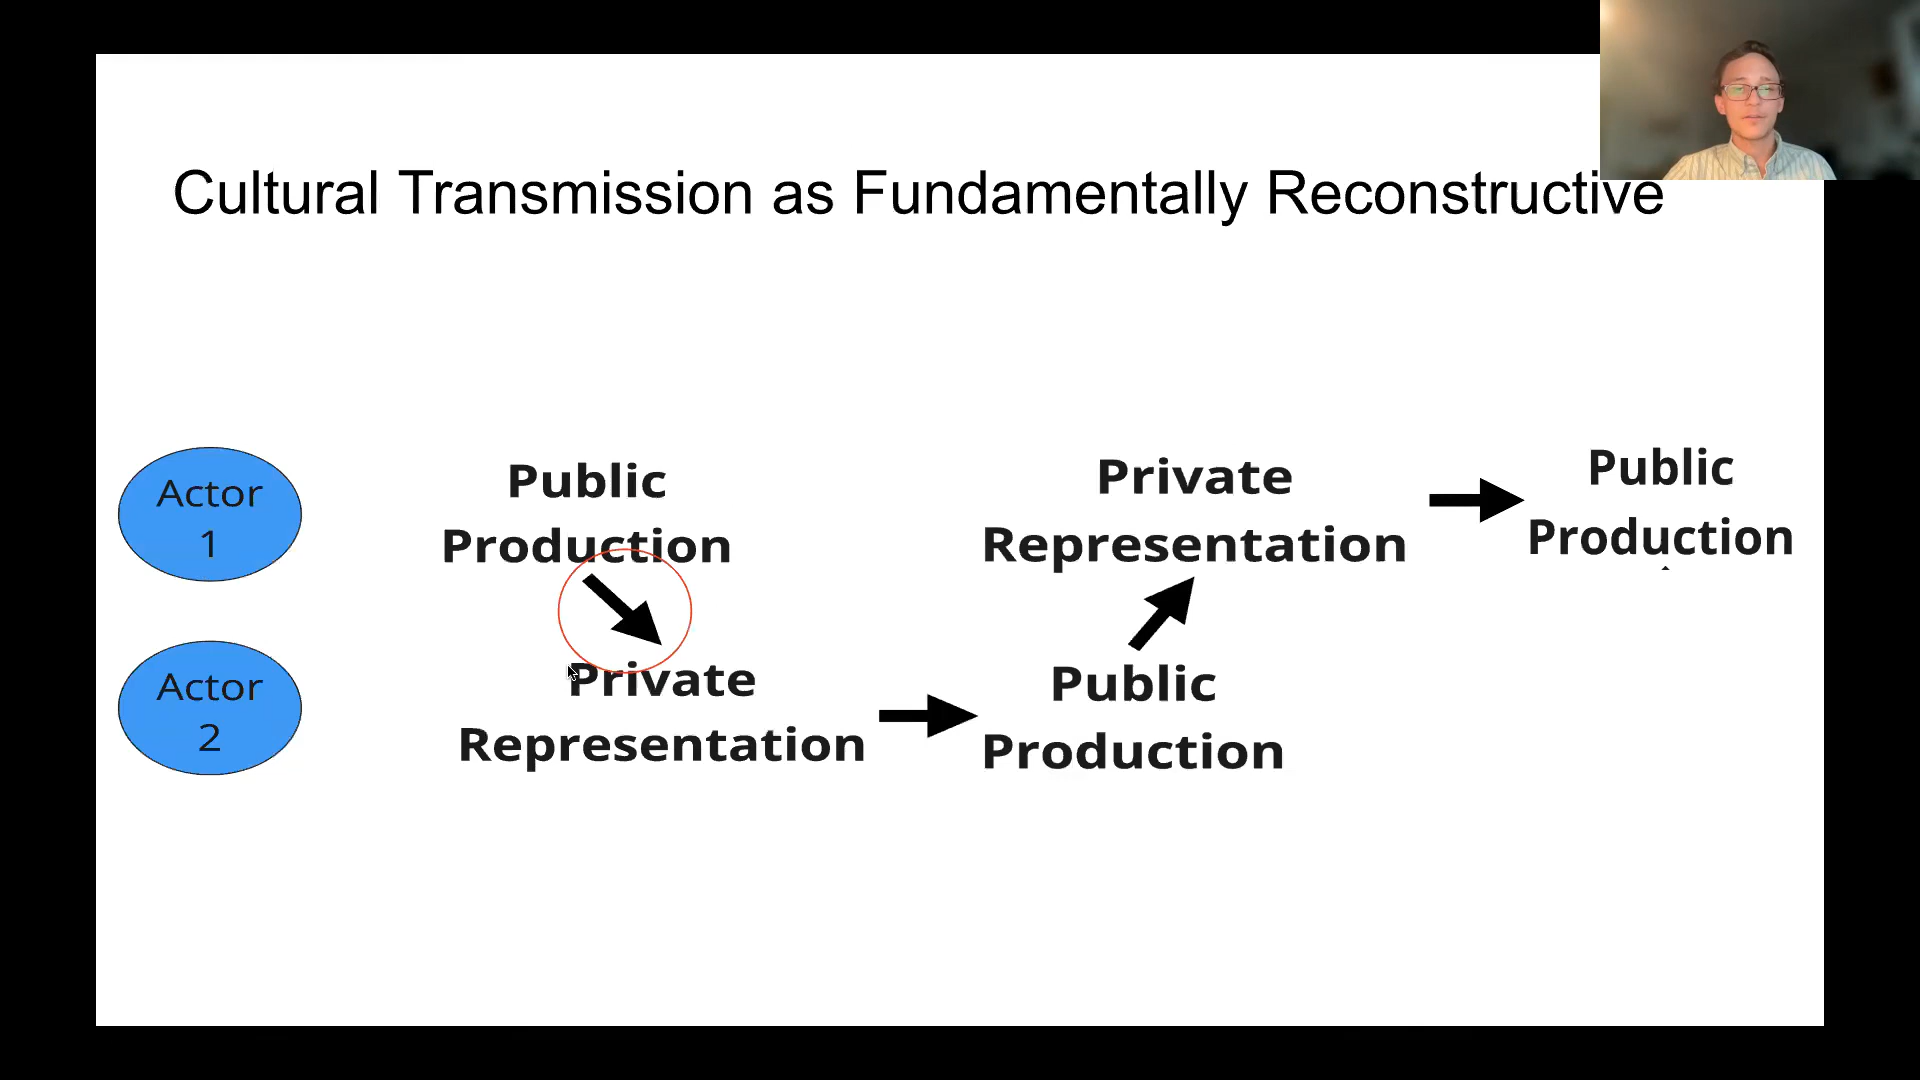 Cultural Transmission as Fundamentally Reconstructive
Actor
1
Public
Production
Private
Representation
Public
Production
Actor
2
Private
Representation
Public
Production